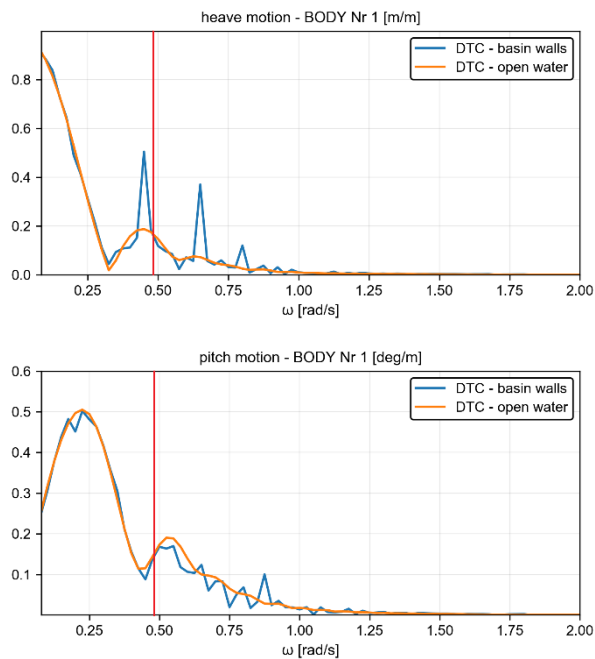 heave motion - BODY Nr 1 [m/m]
DTC - basin walls
DTC - open water
0.8
0.6
0.4
0.2
0.0
0.25 0.50 0.75 1.00 1.25 1.50 1.75 2.00
ω [rad/s]
pitch motion - BODY Nr 1 [deg/m]
DTC - basin walls
DTC - open water
0.6
0.5
0.4
0.3
0.2
0.1
0.25 0.50 0.75 1.00 1.25 1.50 1.75 2.00
ω [rad/s]